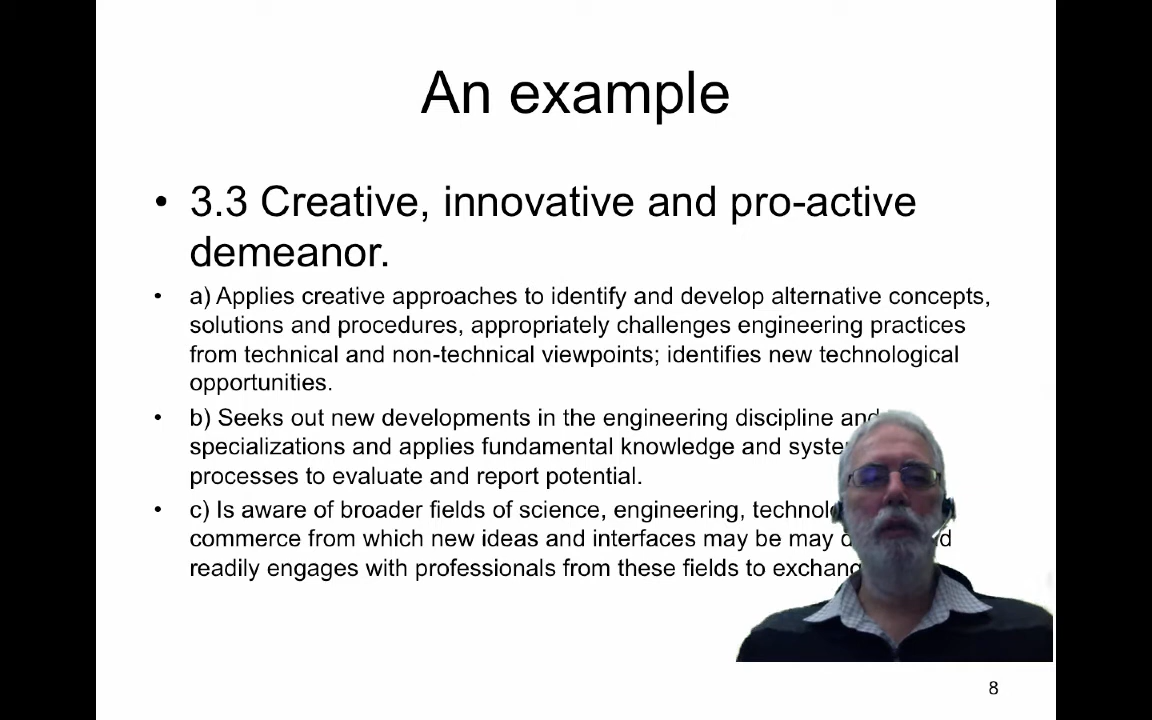 An example
• 3.3 Creative, innovative and pro-active
demeanor.
• a) Applies creative approaches to identify and develop alternative concepts,
solutions and procedures, appropriately challenges engineering practices
from technical and non-technical viewpoints; identifies new technological
opportunities.
• b) Seeks out new developments in the engineering discipline and
specializations and applies fundamental knowledge and
processes to evaluate and report potential.
• c) Is aware of broader fields of science, engineering,
commerce from which new ideas and interfaces may be may
readily engages with professionals from these fields to
8